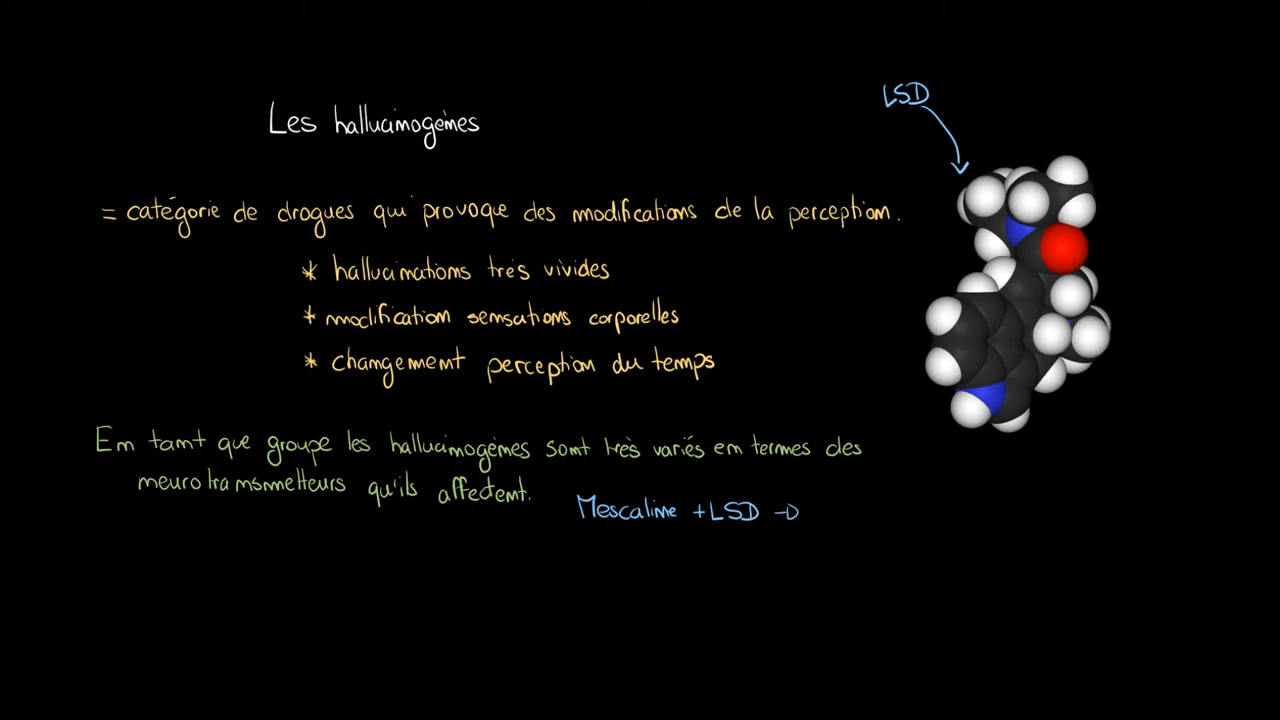 Les hallucinogènes
LSD
= catégorie de drogues qui provoque des modifications de la perception.
* hallucinations très vivides
* modification sensations corporelles
* changement perception du temps
En tant que groupe les hallucinogènes sont très variés en termes des
neurotransmetteurs qu'ils affectent.
Mescaline + LSD →